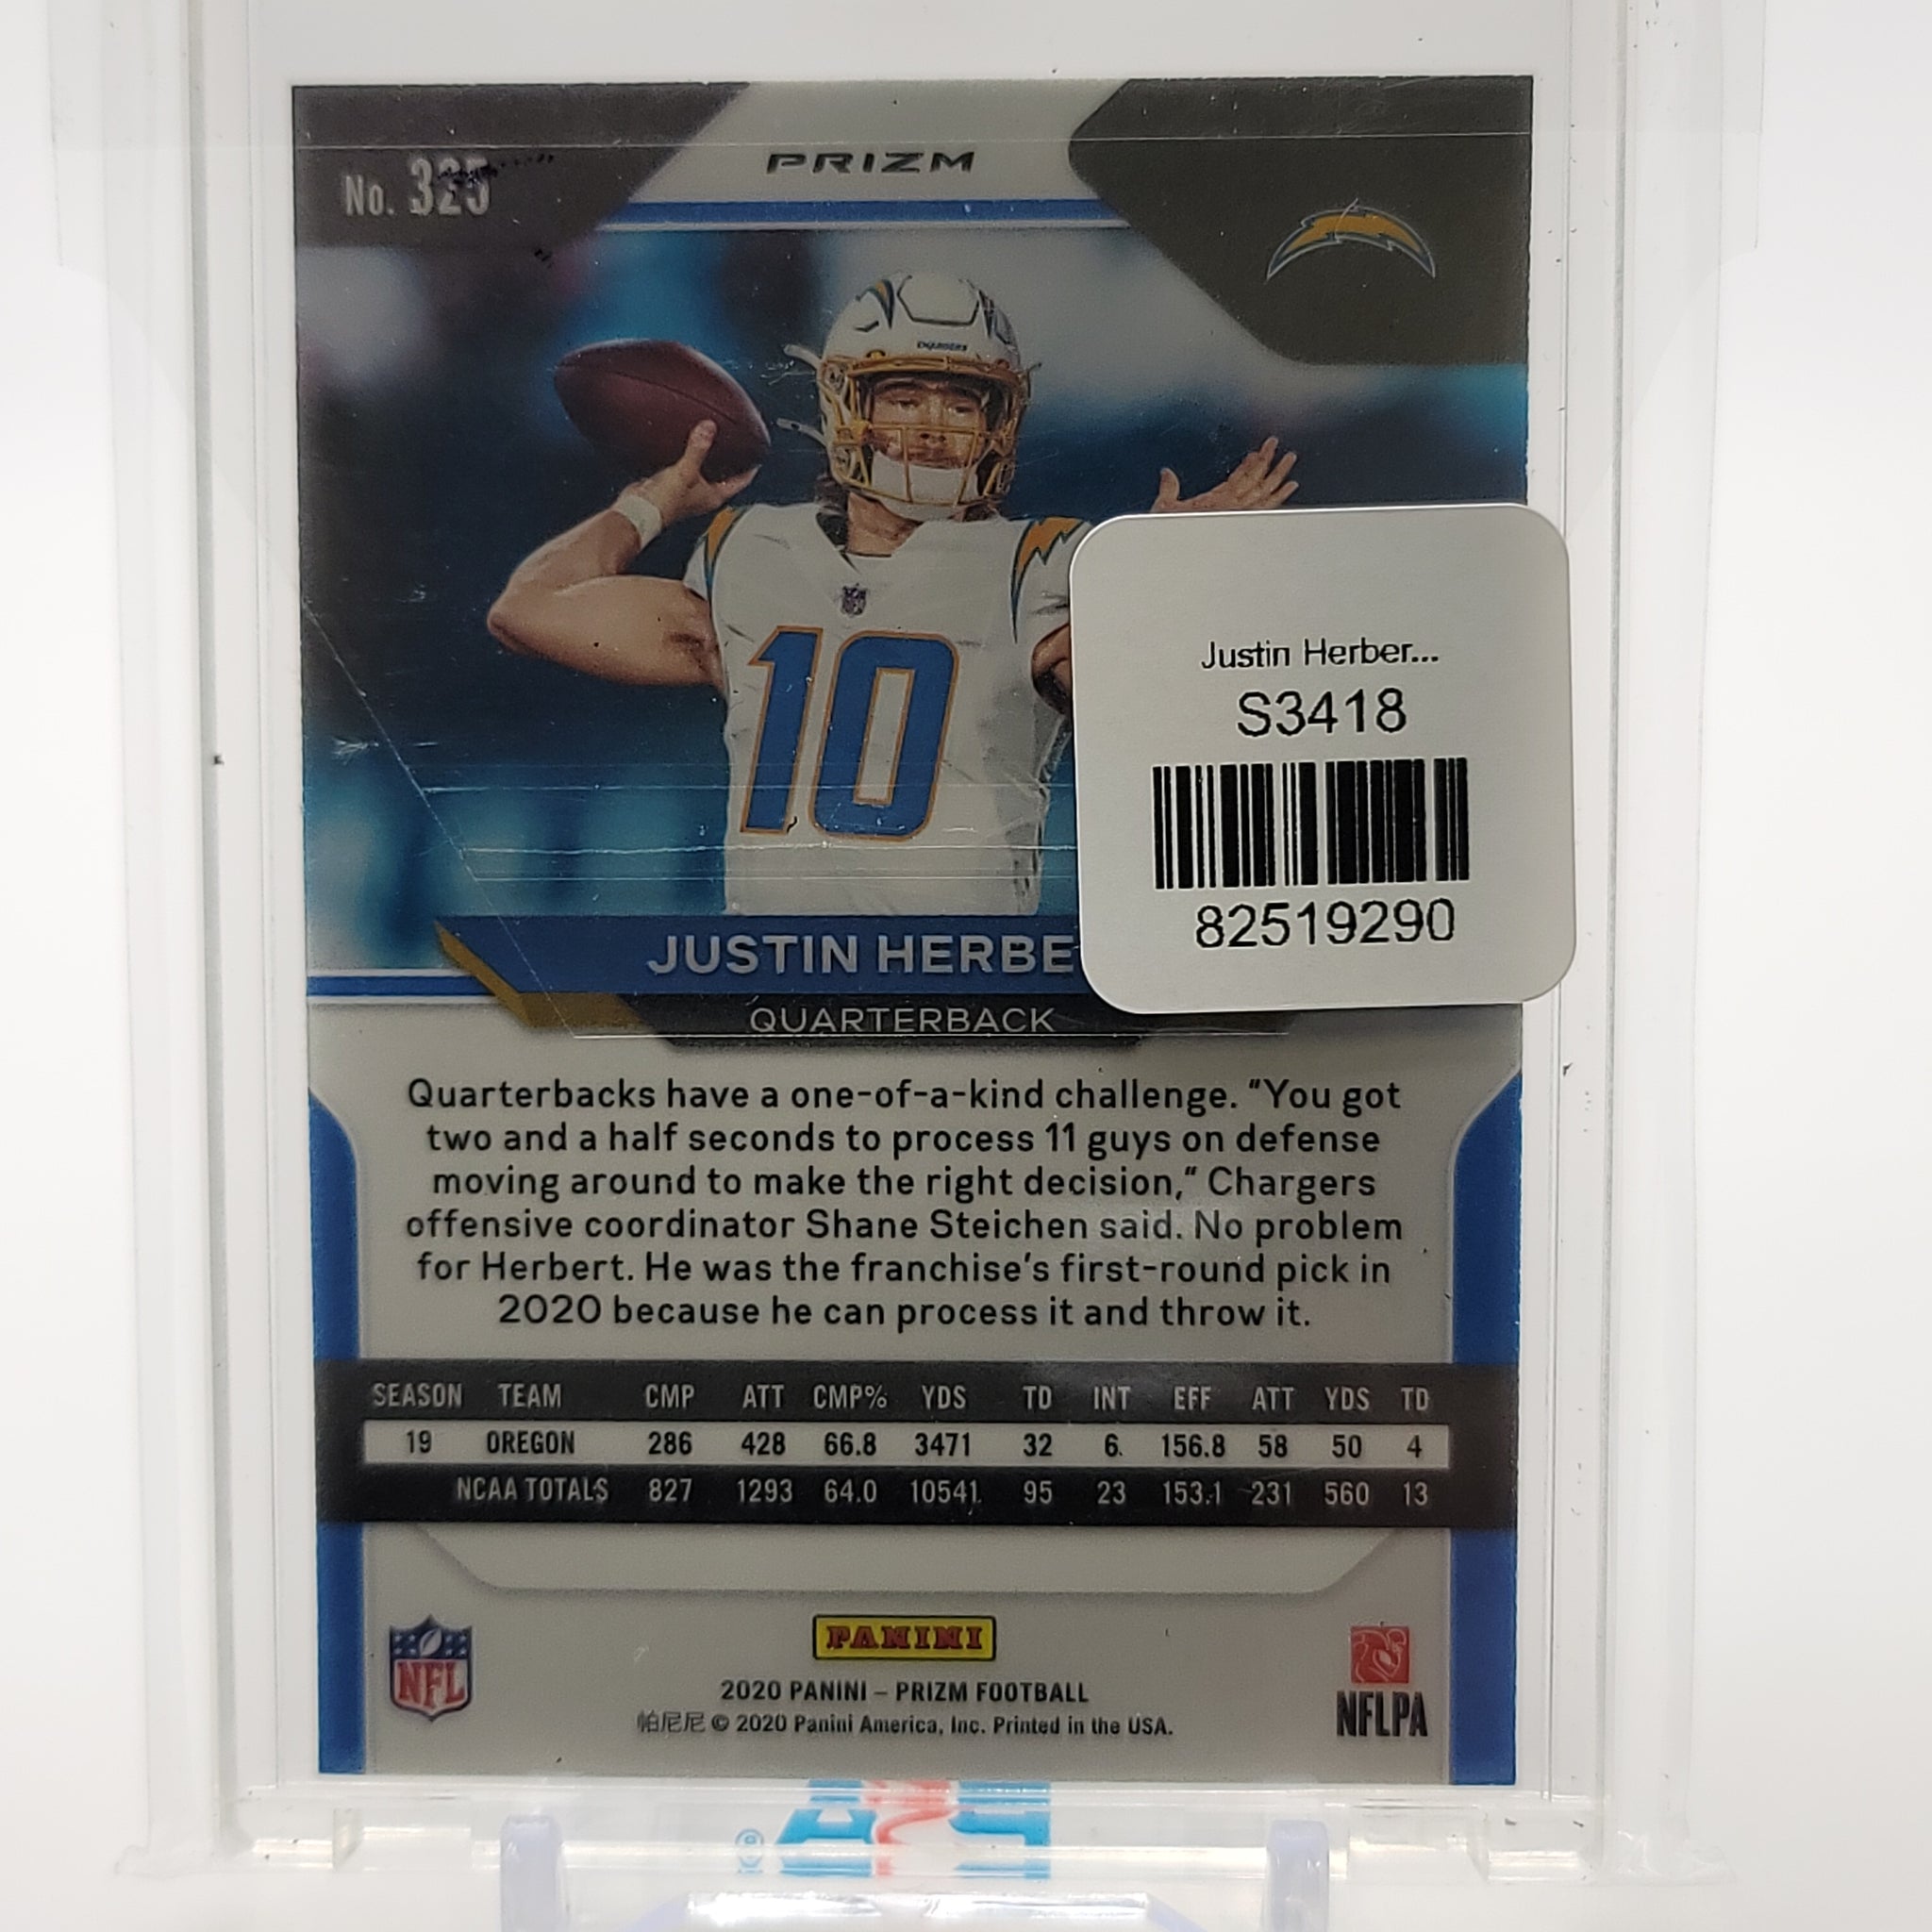 No. 325
PRIZM
CHARGERS
10
Justin Herber...
S3418
82519290
JUSTIN HERBE
QUARTERBACK
Quarterbacks have a one-of-a-kind challenge. “You got
two and a half seconds to process 11 guys on defense
moving around to make the right decision,” Chargers
offensive coordinator Shane Steichen said. No problem
for Herbert. He was the franchise’s first-round pick in
2020 because he can process it and throw it.
SEASON TEAM CMP ATT CMP% YDS TD INT EFF ATT YDS TD
19 OREGON 286 428 66.8 3471 32 6 156.8 58 50 4
NCAA TOTALS 827 1293 64.0 10541 95 23 153.1 231 560 13
NFL
PANINI
2020 PANINI – PRIZM FOOTBALL
帕尼尼 © 2020 Panini America, Inc. Printed in the USA.
NFLPA